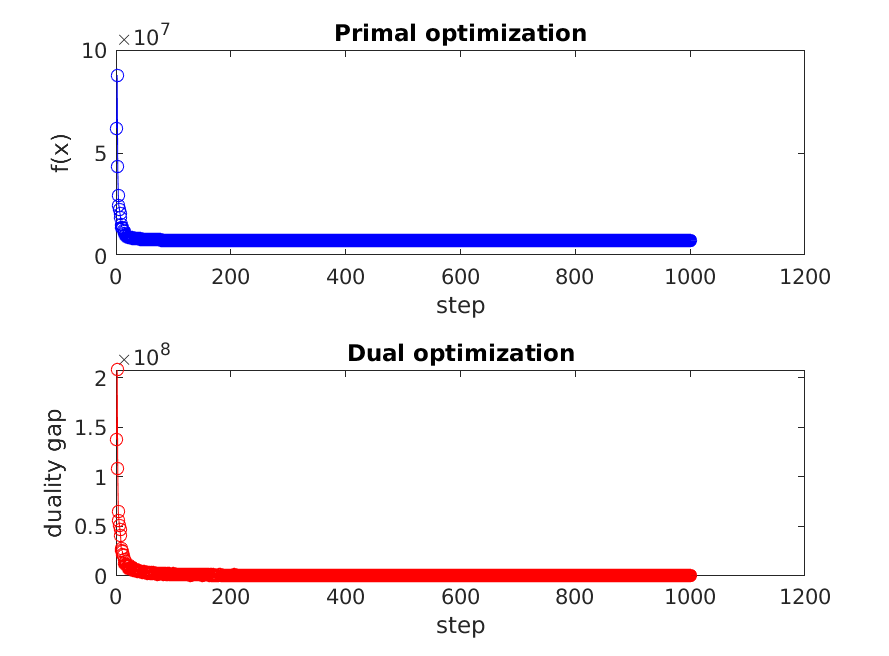 Primal optimization
×10⁷
10
5
0
f(x)
0 200 400 600 800 1000 1200
step
Dual optimization
×10⁸
2
1.5
1
0.5
0
duality gap
0 200 400 600 800 1000 1200
step